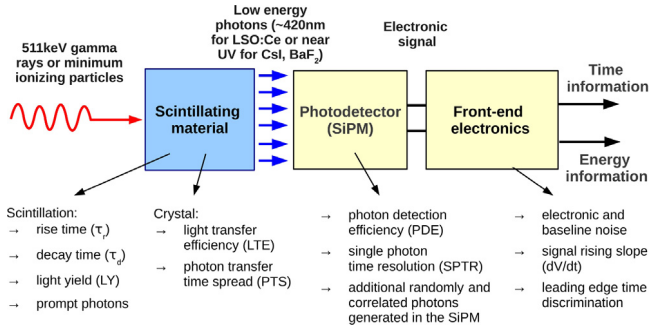 Low energy
photons (~420nm
for LSO:Ce or near
UV for CsI, BaF₂)
Electronic
signal
511keV gamma
rays or minimum
ionizing particles
Scintillating
material
Photodetector
(SiPM)
Front-end
electronics
Time
information
Energy
information
Scintillation:
→ rise time (τᵣ)
→ decay time (τ_d)
→ light yield (LY)
→ prompt photons
Crystal:
→ light transfer
efficiency (LTE)
→ photon transfer
time spread (PTS)
→ photon detection
efficiency (PDE)
→ single photon
time resolution (SPTR)
→ additional randomly and
correlated photons
generated in the SiPM
→ electronic and
baseline noise
→ signal rising slope
(dV/dt)
→ leading edge time
discrimination